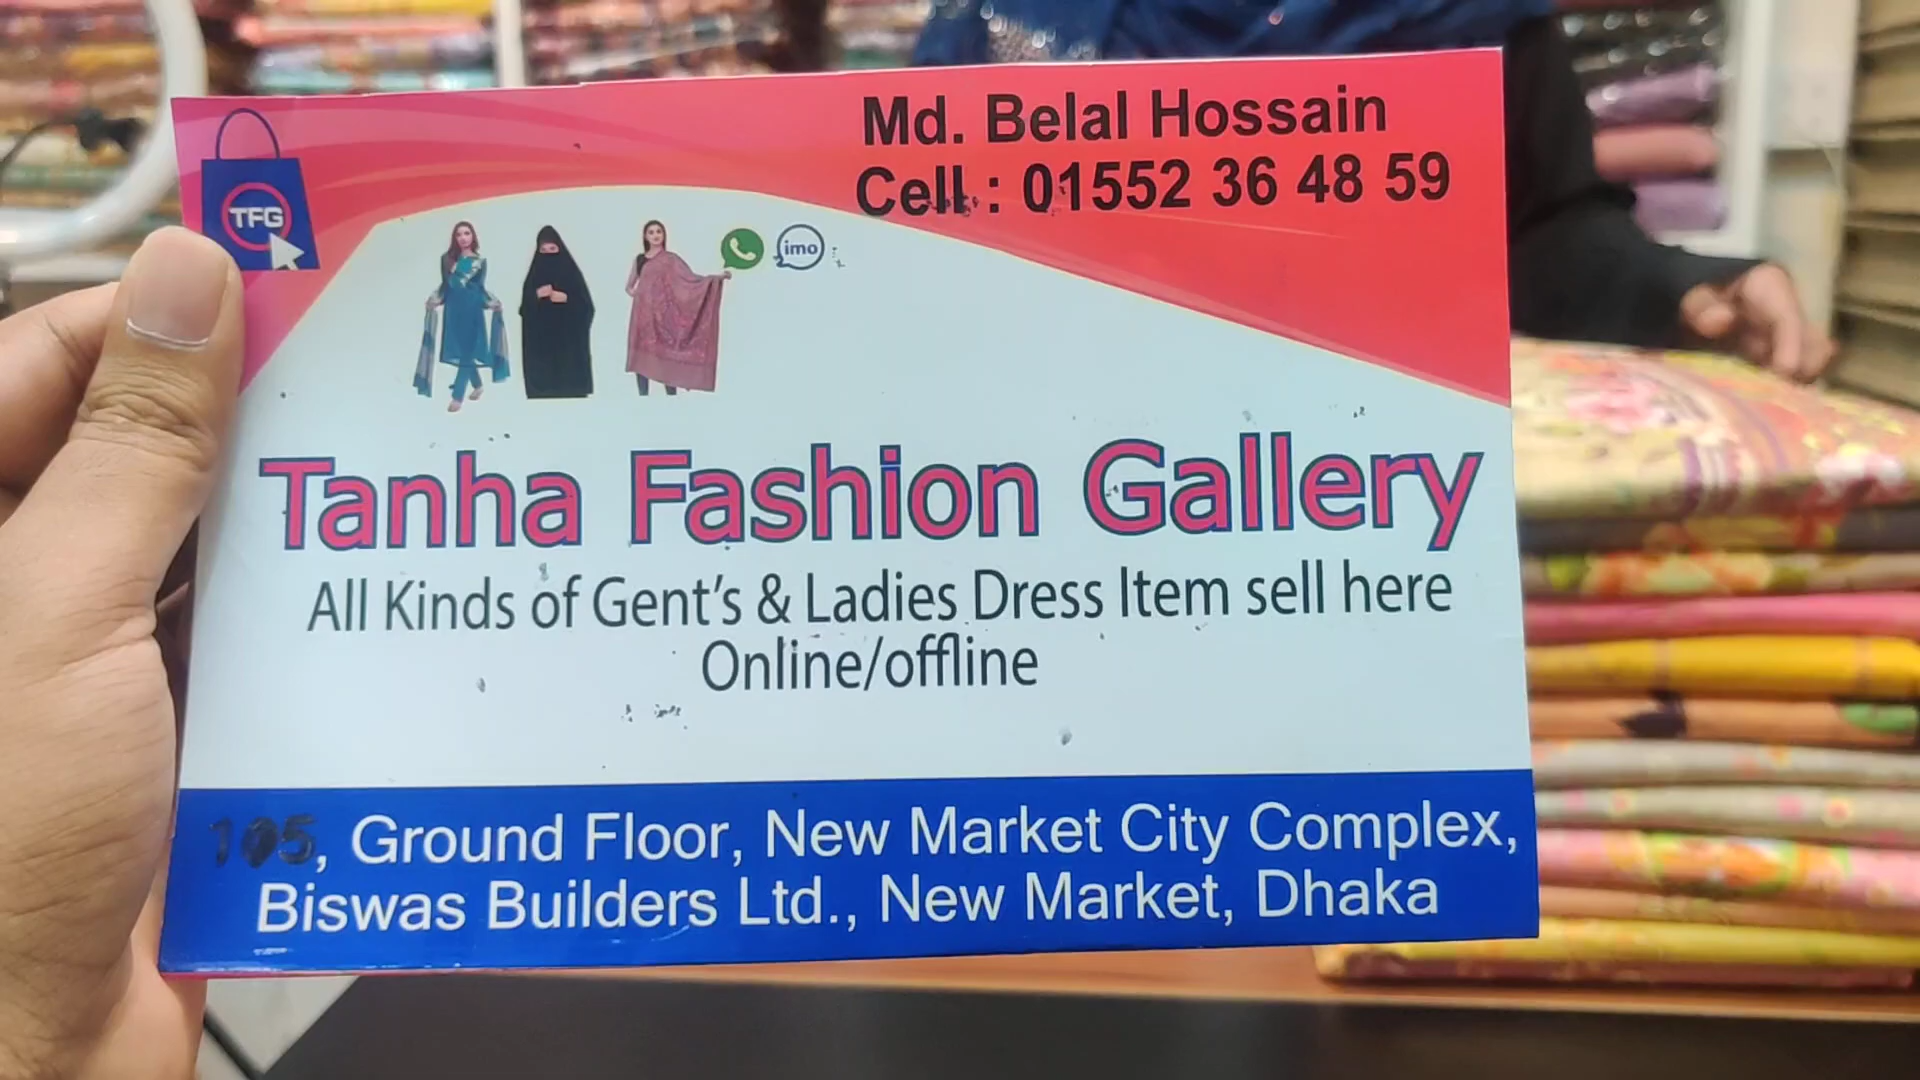 Md. Belal Hossain
Cell : 01552 36 48 59
TFG
imo
Tanha Fashion Gallery
All Kinds of Gent's & Ladies Dress Item sell here
Online/offline
105, Ground Floor, New Market City Complex,
Biswas Builders Ltd., New Market, Dhaka